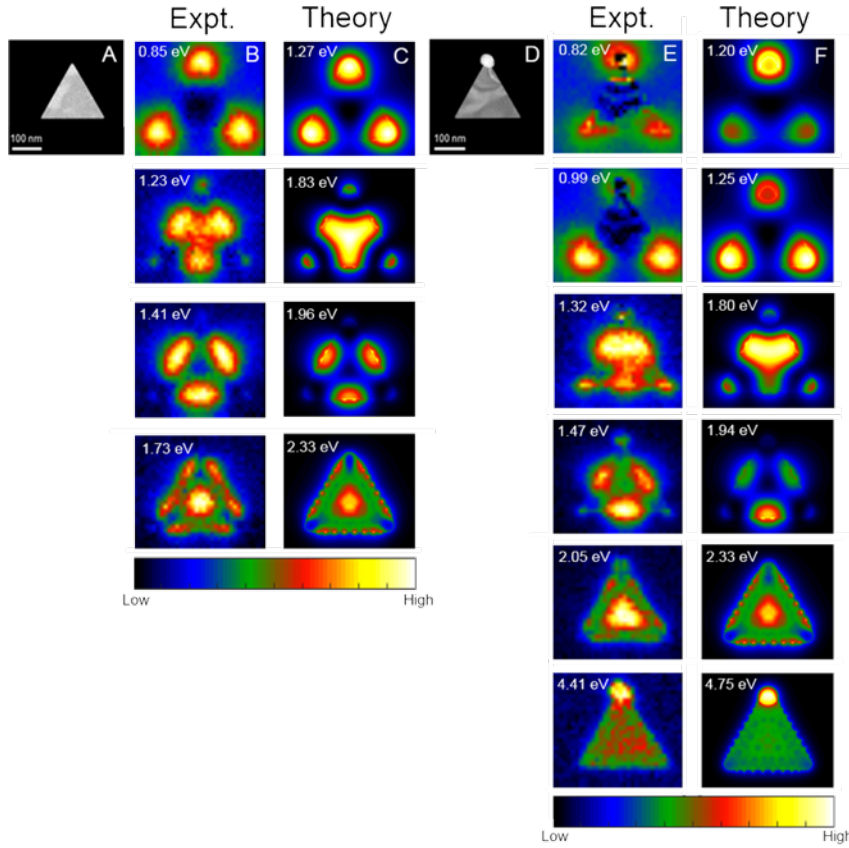 Expt. Theory Expt. Theory
A
100 nm
0.85 eV B
1.27 eV C
D
100 nm
0.82 eV E
1.20 eV F
1.23 eV 1.83 eV
0.99 eV 1.25 eV
1.41 eV 1.96 eV
1.32 eV 1.80 eV
1.73 eV 2.33 eV
1.47 eV 1.94 eV
Low High
2.05 eV 2.33 eV
4.41 eV 4.75 eV
Low High